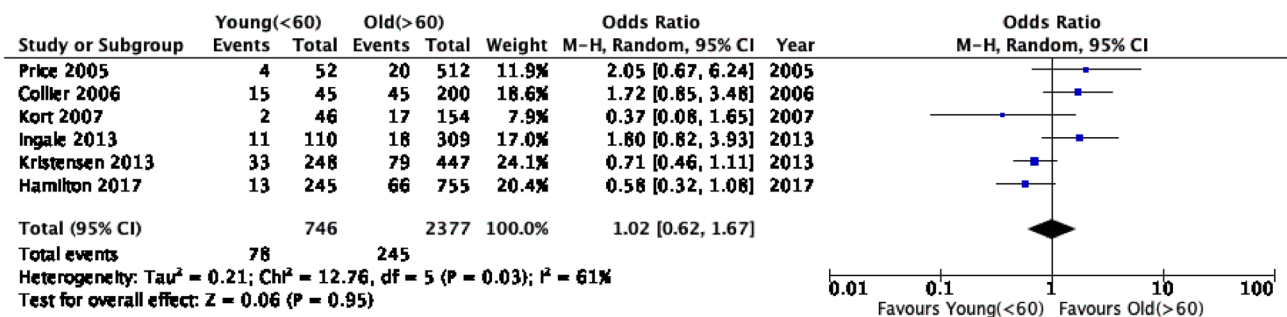 Young(<60) Old(>60) Odds Ratio Odds Ratio
Study or Subgroup Events Total Events Total Weight M-H, Random, 95% CI Year M-H, Random, 95% CI
Price 2005 4 52 20 512 11.9% 2.05 [0.67, 6.24] 2005
Collier 2006 15 45 45 200 18.6% 1.72 [0.85, 3.48] 2006
Kort 2007 2 46 17 154 7.9% 0.37 [0.08, 1.65] 2007
Ingale 2013 11 110 18 309 17.0% 1.80 [0.82, 3.93] 2013
Kristensen 2013 33 248 79 447 24.1% 0.71 [0.46, 1.11] 2013
Hamilton 2017 13 245 66 755 20.4% 0.58 [0.32, 1.08] 2017
Total (95% CI) 746 2377 100.0% 1.02 [0.62, 1.67]
Total events 78 245
Heterogeneity: Tau² = 0.21; Chi² = 12.76, df = 5 (P = 0.03); I² = 61%
Test for overall effect: Z = 0.06 (P = 0.95)
0.01 0.1 1 10 100
Favours Young(<60) Favours Old(>60)